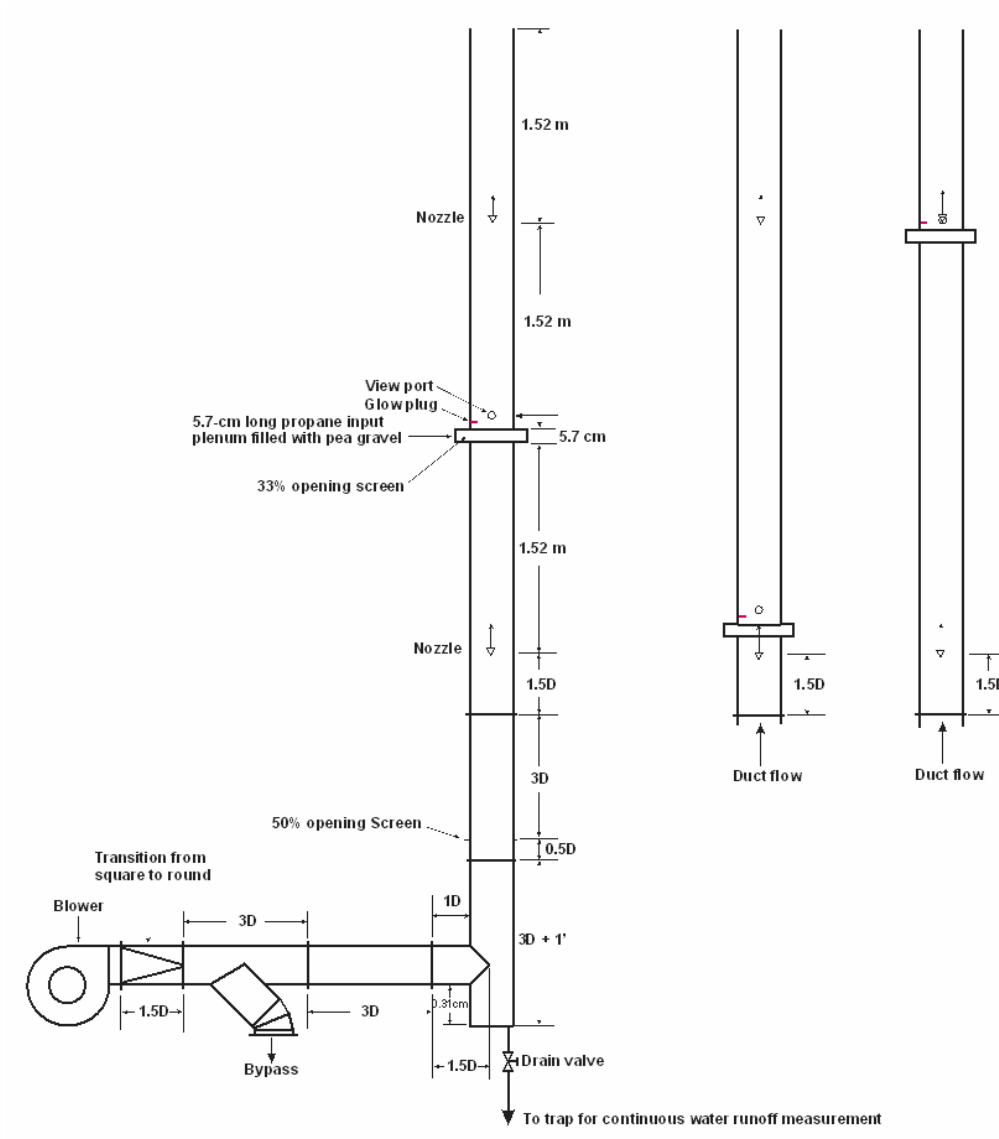 1.52 m
Nozzle
1.52 m
View port
Glow plug
5.7-cm long propane input
plenum filled with pea gravel
5.7 cm
33% opening screen
1.52 m
Nozzle
1.5D
1.5D
3D
Duct flow
Duct flow
50% opening Screen
0.5D
Transition from
square to round
Blower
3D
1D
3D + 1'
1.5D
3D
0.31cm
Bypass
1.5D
Drain valve
To trap for continuous water runoff measurement